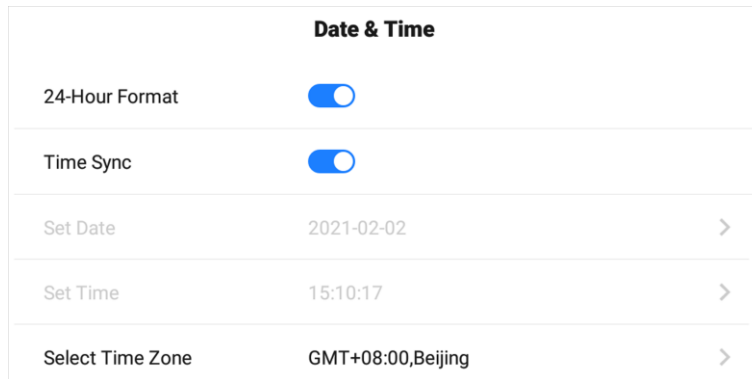 Date & Time
24-Hour Format
Time Sync
Set Date 2021-02-02
Set Time 15:10:17
Select Time Zone GMT+08:00,Beijing